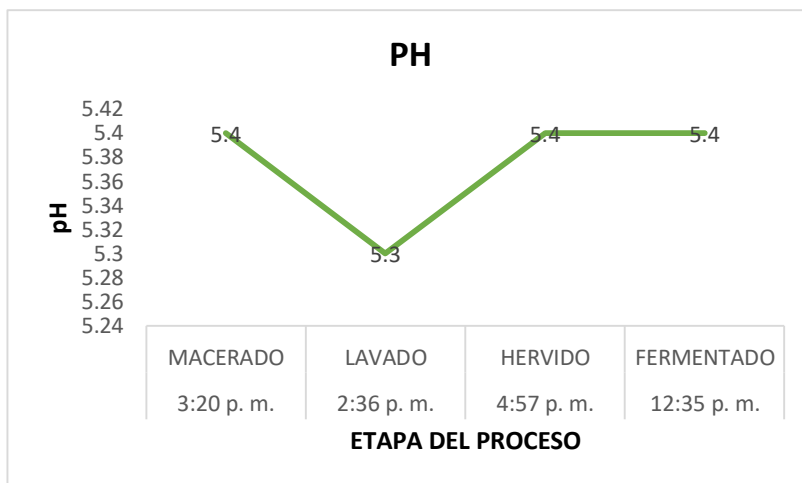 PH
5.42
5.4
5.38
5.36
5.34
5.32
5.3
5.28
5.26
5.24
pH
5.4
5.3
5.4
5.4
MACERADO LAVADO HERVIDO FERMENTADO
3:20 p. m. 2:36 p. m. 4:57 p. m. 12:35 p. m.
ETAPA DEL PROCESO